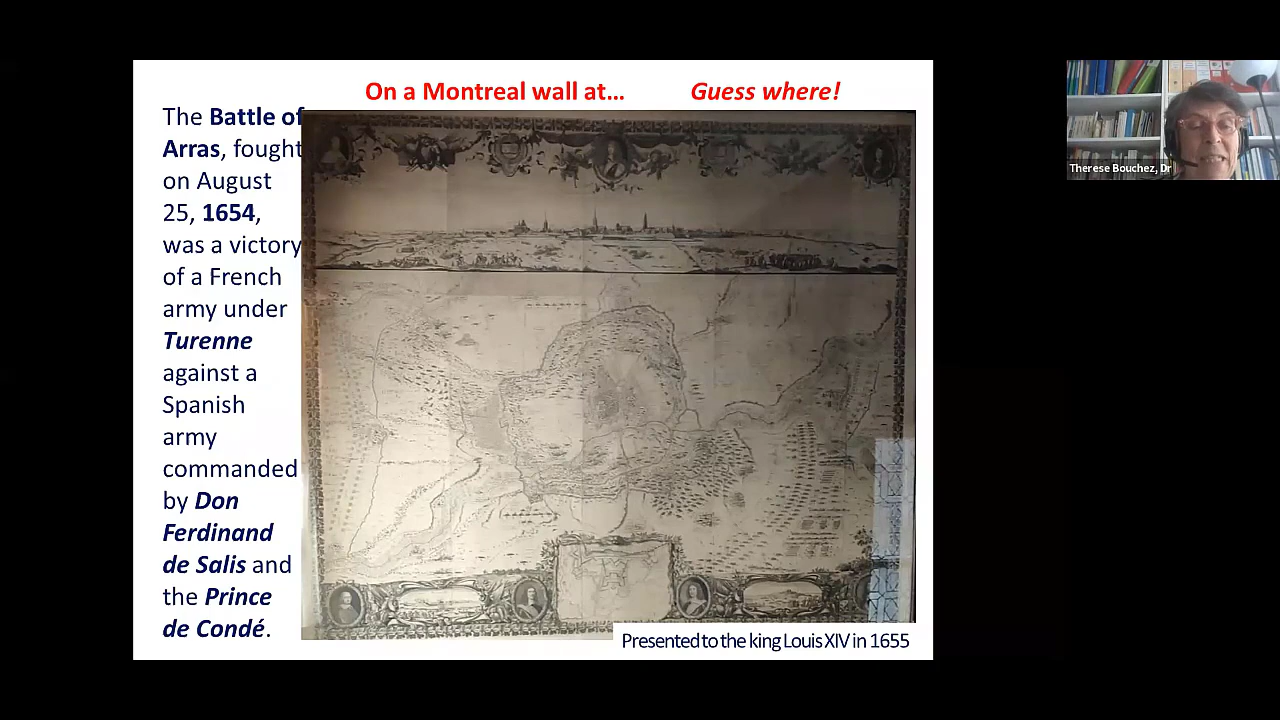 On a Montreal wall at… Guess where!
The Battle of
Arras, fought
on August
25, 1654,
was a victory
of a French
army under
Turenne
against a
Spanish
army
commanded
by Don
Ferdinand
de Salis and
the Prince
de Condé.
Presented to the king Louis XIV in 1655
Therese Bouchez, Dr